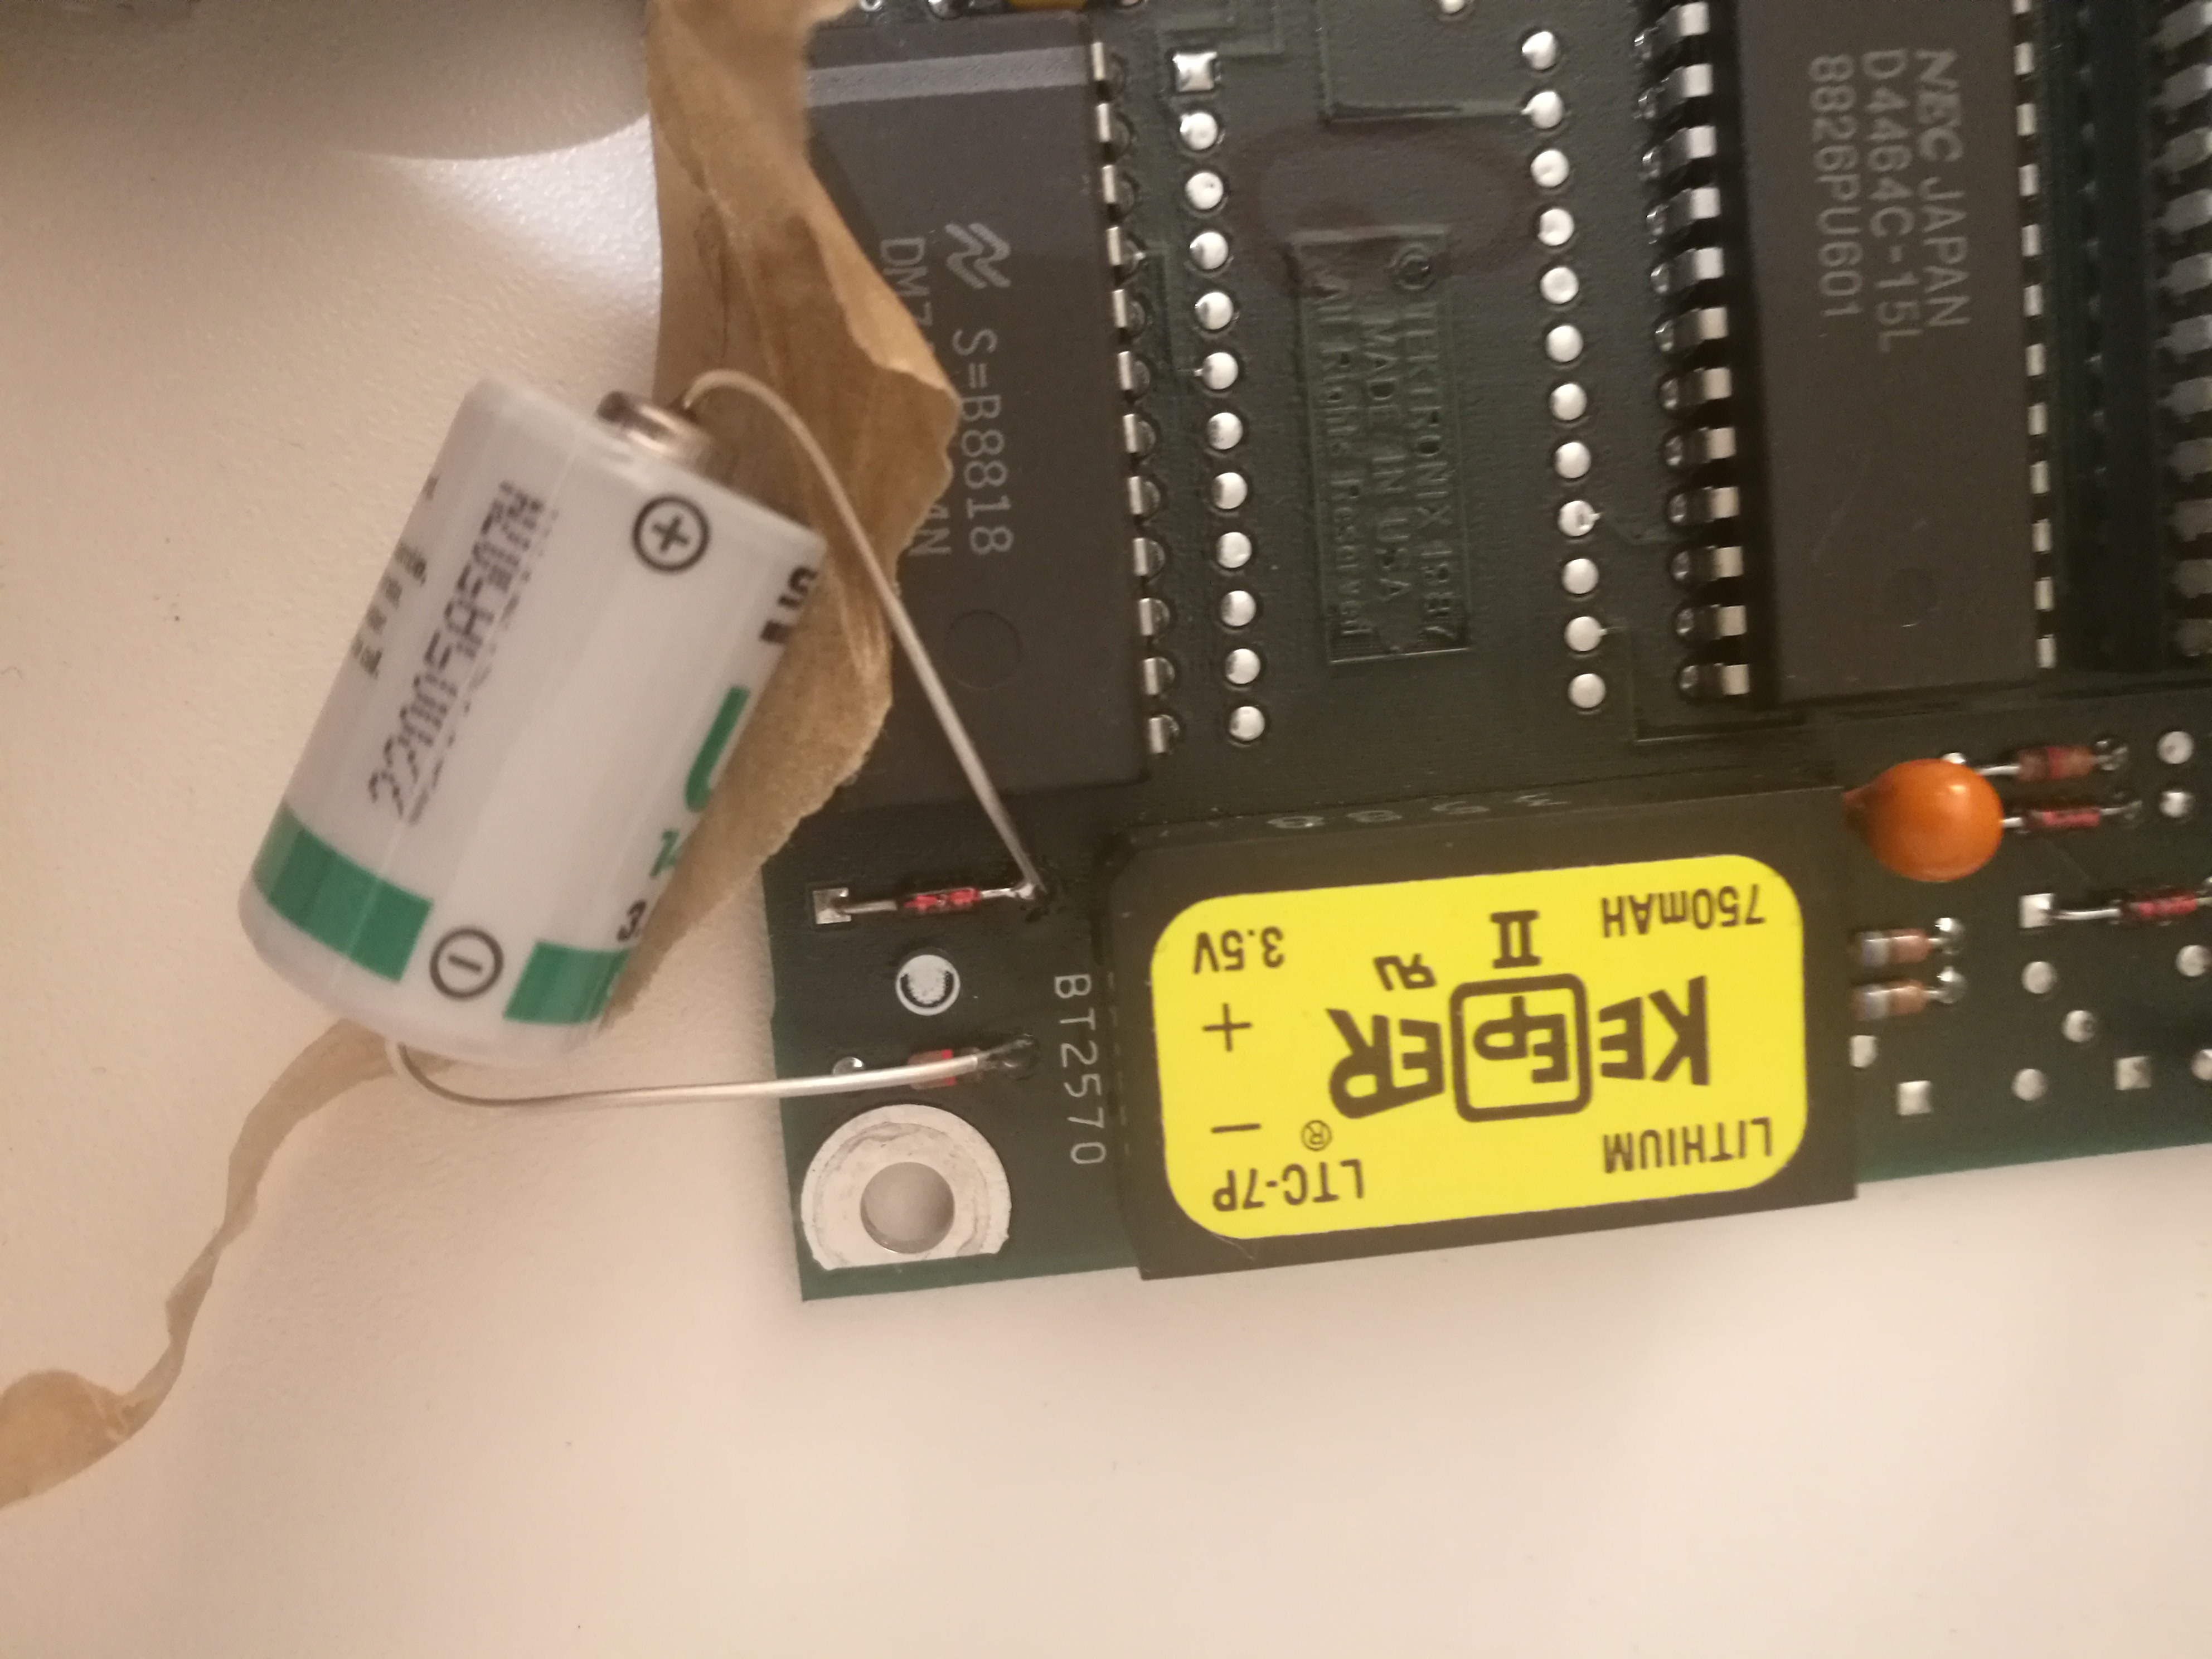 NEC JAPAN
D4464C-15L
8826PU601
S=B8818
© TEKTRONIX 1987
MADE IN USA
All Rights Reserved
+
-
BT2570
LTC-7P LITHIUM
-
®
KEEPER
+
II
3.5V 750mAH